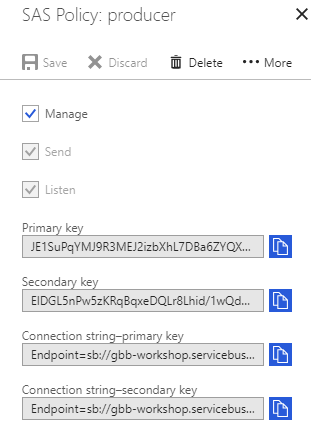 SAS Policy: producer
Save Discard Delete ••• More
Manage
Send
Listen
Primary key
JE1SuPqYMJ9R3MEJ2izbXhL7DBa6ZYQX...
Secondary key
EIDGL5nPw5zKRqBqxeDQLr8Lhid/1wQd...
Connection string–primary key
Endpoint=sb://gbb-workshop.servicebus...
Connection string–secondary key
Endpoint=sb://gbb-workshop.servicebus...